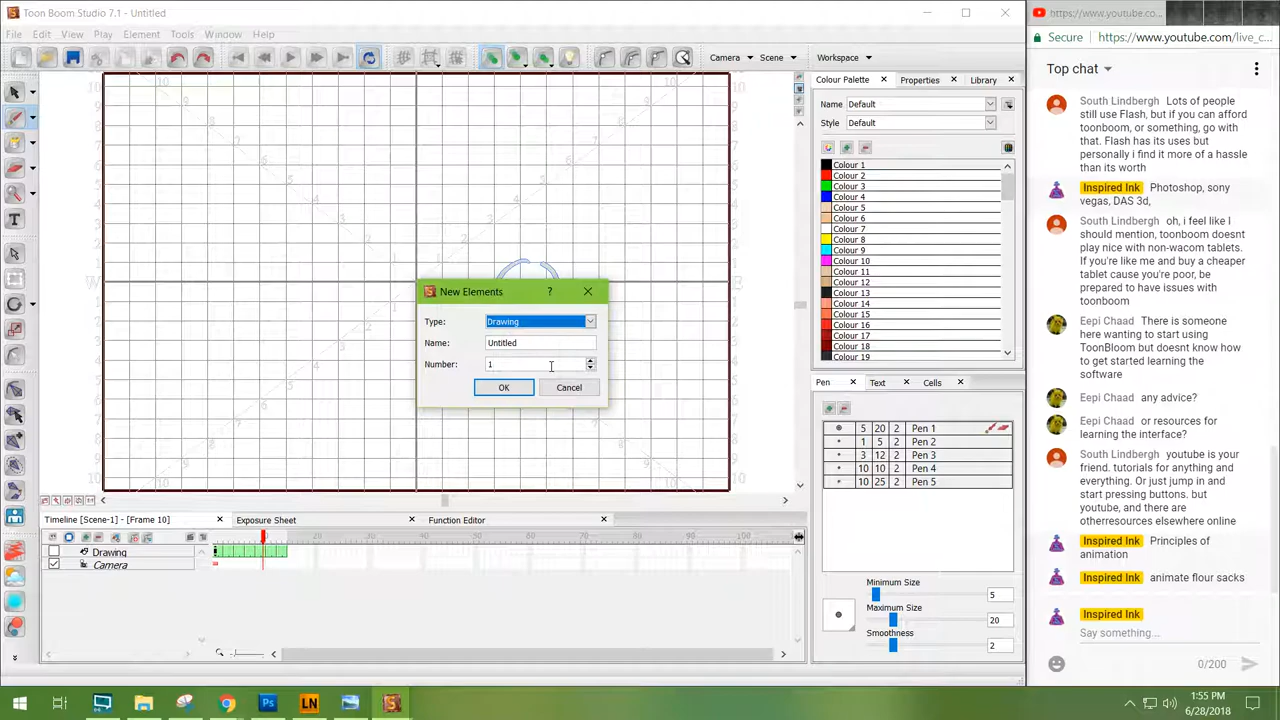 Toon Boom Studio 7.1 - Untitled
File Edit View Play Element Tools Window Help
Camera Scene Workspace
Colour Palette Properties Library
Name Default
Style Default
Colour 1
Colour 2
Colour 3
Colour 4
Colour 5
Colour 6
Colour 7
Colour 8
Colour 9
Colour 10
Colour 11
Colour 12
Colour 13
Colour 14
Colour 15
Colour 16
Colour 17
Colour 18
Colour 19
New Elements ?
Type: Drawing
Name: Untitled
Number: 1
OK Cancel
Pen Text Cells
5 20 2 Pen 1
1 5 2 Pen 2
3 12 2 Pen 3
10 10 2 Pen 4
10 25 2 Pen 5
Minimum Size
5
Maximum Size
20
Smoothness
2
Timeline [Scene-1] - [Frame 10] Exposure Sheet Function Editor
20 30 40 50 60 70 80 90 100
Drawing
Camera
https://www.youtube.co...
Secure https://www.youtube.com/live_c...
Top chat
South Lindbergh Lots of people
still use Flash, but if you can afford
toonboom, or something, go with
that. Flash has its uses but
personally i find it more of a hassle
than its worth
Inspired Ink Photoshop, sony
vegas, DAS 3d,
South Lindbergh oh, i feel like I
should mention, toonboom doesnt
play nice with non-wacom tablets.
If you're like me and buy a cheaper
tablet cause you're poor, be
prepared to have issues with
toonboom
Eepi Chaad There is someone
here wanting to start using
ToonBloom but doesnt know how
to get started learning the
software
Eepi Chaad any advice?
Eepi Chaad or resources for
learning the interface?
South Lindbergh youtube is your
friend. tutorials for anything and
everything. Or just jump in and
start pressing buttons. but
youtube, and there are
otherresources elsewhere online
Inspired Ink Principles of
animation
Inspired Ink animate flour sacks
Inspired Ink
Say something...
0/200
Ps LN
1:55 PM
6/28/2018